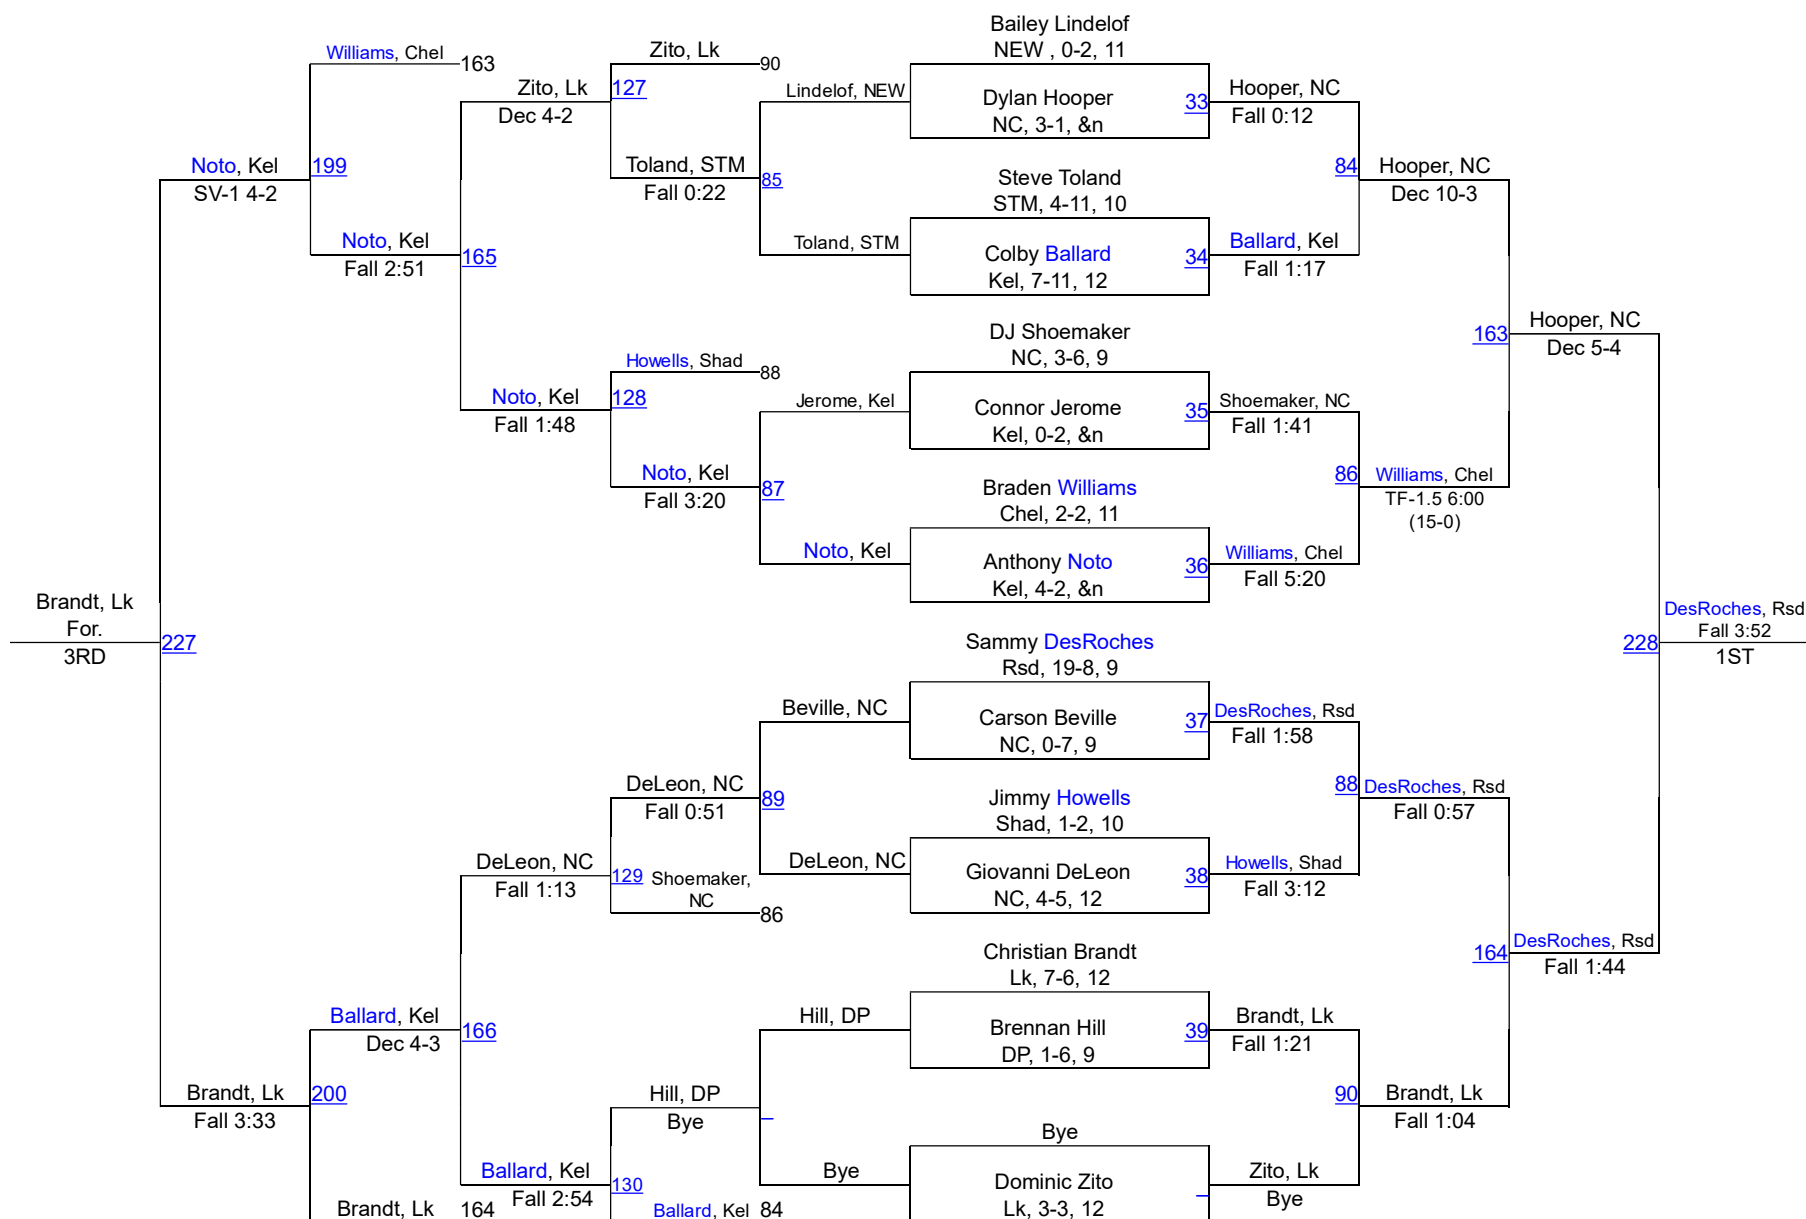 Bailey Lindelof
NEW , 0-2, 11
Williams, Chel
163
Zito, Lk
90
Zito, Lk
127
Dec 4-2
Lindelof, NEW
Dylan Hooper
NC, 3-1, &n
33
Hooper, NC
Fall 0:12
Noto, Kel
199
SV-1 4-2
Toland, STM
85
Fall 0:22
Steve Toland
STM, 4-11, 10
84
Hooper, NC
Dec 10-3
Noto, Kel
165
Fall 2:51
Toland, STM
Colby Ballard
Kel, 7-11, 12
34
Ballard, Kel
Fall 1:17
DJ Shoemaker
NC, 3-6, 9
163
Hooper, NC
Dec 5-4
Howells, Shad
88
Noto, Kel
128
Fall 1:48
Jerome, Kel
Connor Jerome
Kel, 0-2, &n
35
Shoemaker, NC
Fall 1:41
Noto, Kel
87
Fall 3:20
Braden Williams
Chel, 2-2, 11
86
Williams, Chel
TF-1.5 6:00
(15-0)
Noto, Kel
Anthony Noto
Kel, 4-2, &n
36
Williams, Chel
Fall 5:20
Brandt, Lk
For.
227
3RD
Sammy DesRoches
Rsd, 19-8, 9
228
DesRoches, Rsd
Fall 3:52
1ST
Beville, NC
Carson Beville
NC, 0-7, 9
37
DesRoches, Rsd
Fall 1:58
DeLeon, NC
89
Fall 0:51
Jimmy Howells
Shad, 1-2, 10
88
DesRoches, Rsd
Fall 0:57
DeLeon, NC
129
Fall 1:13
Shoemaker,
NC
86
DeLeon, NC
Giovanni DeLeon
NC, 4-5, 12
38
Howells, Shad
Fall 3:12
Christian Brandt
Lk, 7-6, 12
164
DesRoches, Rsd
Fall 1:44
Ballard, Kel
166
Dec 4-3
Hill, DP
Brennan Hill
DP, 1-6, 9
39
Brandt, Lk
Fall 1:21
Brandt, Lk
200
Fall 3:33
Hill, DP
Bye
Bye
90
Brandt, Lk
Fall 1:04
Ballard, Kel
130
Fall 2:54
Bye
Dominic Zito
Lk, 3-3, 12
Zito, Lk
Bye
Brandt, Lk
164
Ballard, Kel
84